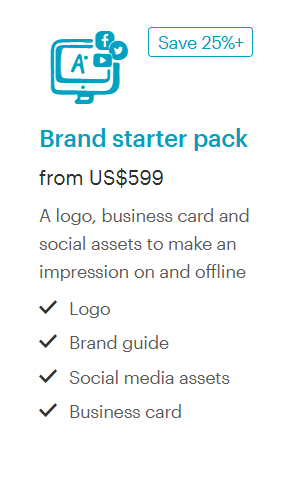 A+
Save 25%+
Brand starter pack
from US$599
A logo, business card and
social assets to make an
impression on and offline
Logo
Brand guide
Social media assets
Business card